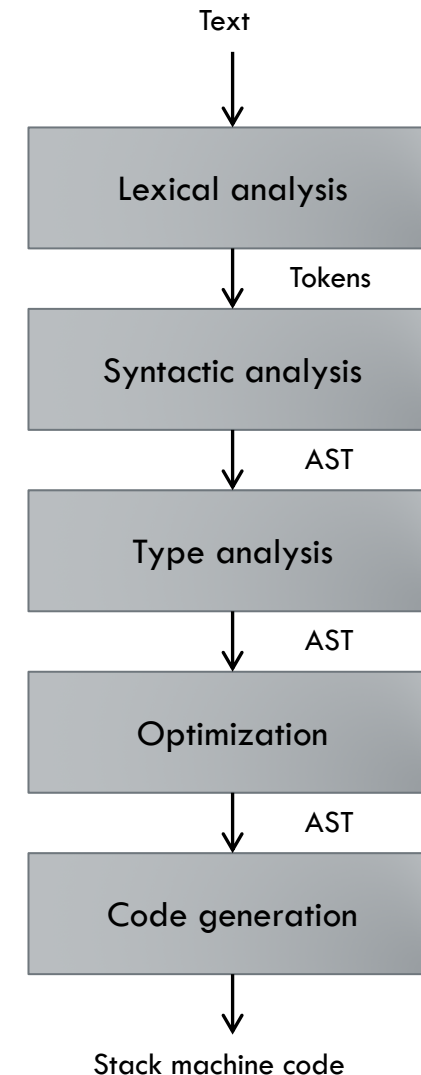 Text
Lexical analysis
Tokens
Syntactic analysis
AST
Type analysis
AST
Optimization
AST
Code generation
Stack machine code